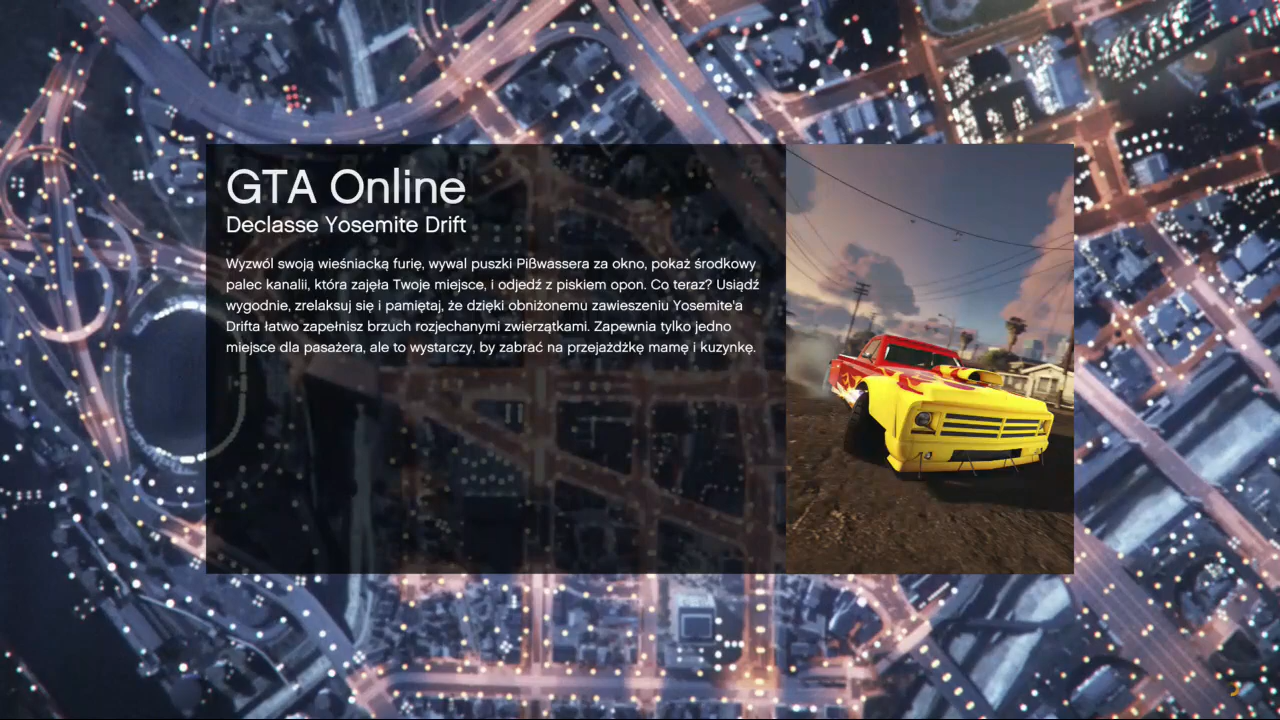 GTA Online
Declasse Yosemite Drift
Wyzwól swoją wieśniacką furię, wywal puszki Pißwassera za okno, pokaż środkowy
palec kanalii, która zajęła Twoje miejsce, i odjedź z piskiem opon. Co teraz? Usiądź
wygodnie, zrelaksuj się i pamiętaj, że dzięki obniżonemu zawieszeniu Yosemite'a
Drifta łatwo zapełnisz brzuch rozjechanymi zwierzątkami. Zapewnia tylko jedno
miejsce dla pasażera, ale to wystarczy, by zabrać na przejażdżkę mamę i kuzynkę.